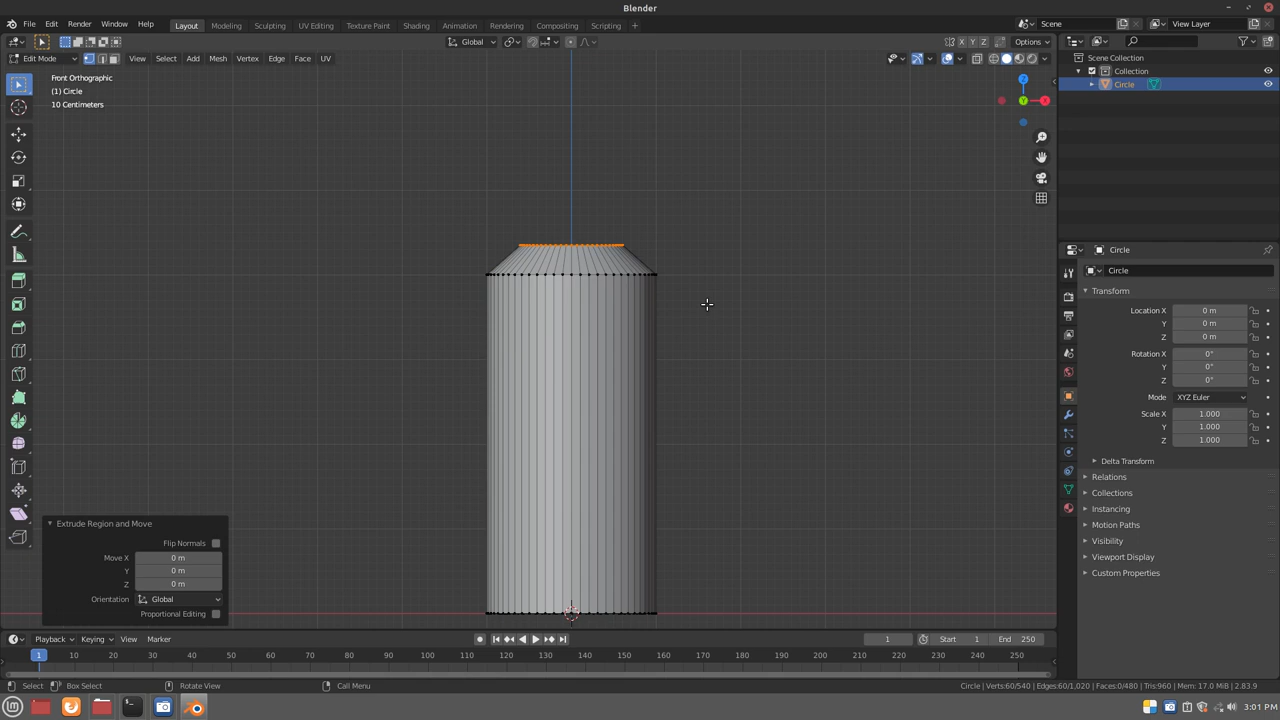 Blender
File Edit Render Window Help Layout Modeling Sculpting UV Editing Texture Paint Shading Animation Rendering Compositing Scripting + Scene View Layer
Global X Y Z Options
Edit Mode View Select Add Mesh Vertex Edge Face UV
Front Orthographic
(1) Circle
10 Centimeters
Z
Y
X
Scene Collection
Collection
Circle
Circle
Circle
Transform
Location X 0 m
Y 0 m
Z 0 m
Rotation X 0°
Y 0°
Z 0°
Mode XYZ Euler
Scale X 1.000
Y 1.000
Z 1.000
Delta Transform
Relations
Collections
Instancing
Motion Paths
Visibility
Viewport Display
Custom Properties
Extrude Region and Move
Flip Normals
Move X 0 m
Y 0 m
Z 0 m
Orientation Global
Proportional Editing
Playback Keying View Marker 1 Start 1 End 250
1 10 20 30 40 50 60 70 80 90 100 110 120 130 140 150 160 170 180 190 200 210 220 230 240 250
Select Box Select Rotate View Call Menu Circle | Verts:60/540 | Edges:60/1,020 | Faces:0/480 | Tris:960 | Mem: 17.0 MiB | 2.83.9
3:01 PM